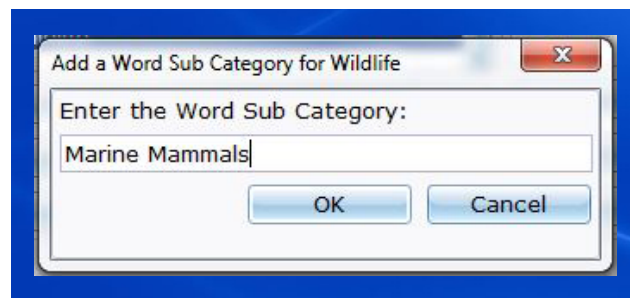 Add a Word Sub Category for Wildlife
Enter the Word Sub Category:
Marine Mammals
OK Cancel